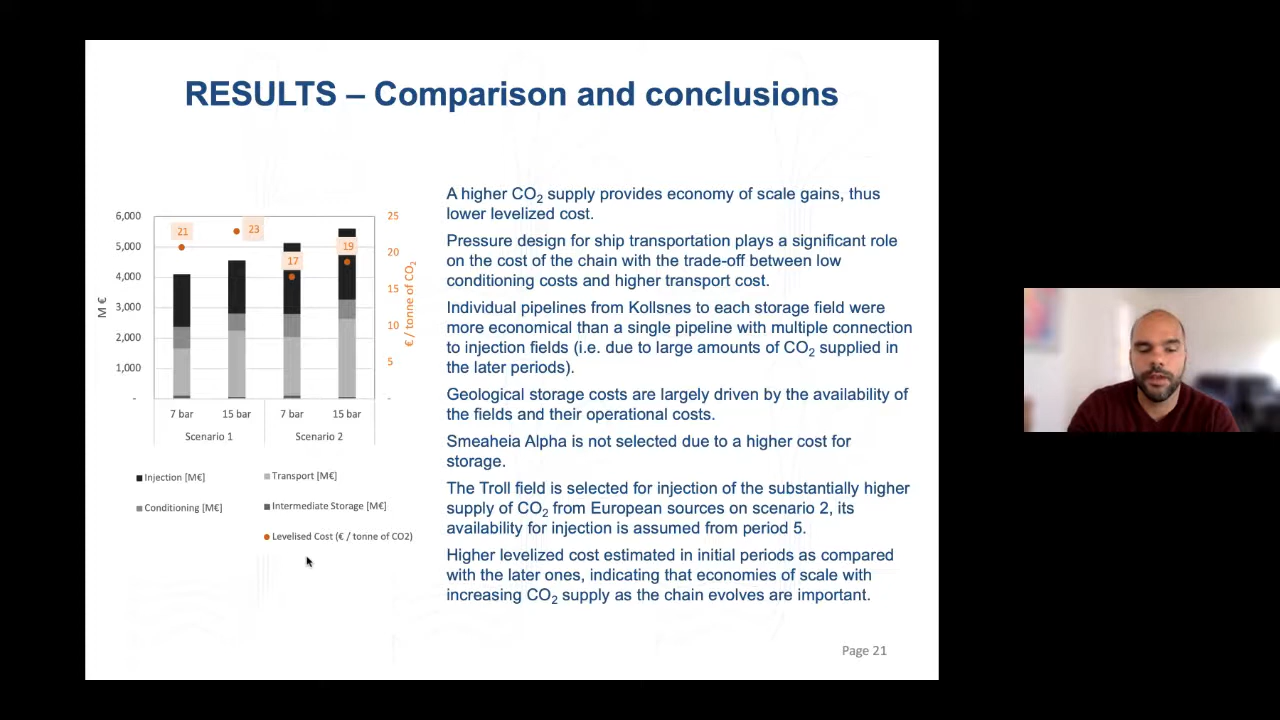 RESULTS – Comparison and conclusions
6,000
5,000
4,000
3,000
2,000
1,000
-
M €
25
20
15
10
5
-
€ / tonne of CO2
21
23
17
19
7 bar
15 bar
7 bar
15 bar
Scenario 1
Scenario 2
Injection [M€]
Transport [M€]
Conditioning [M€]
Intermediate Storage [M€]
Levelised Cost (€ / tonne of CO2)
A higher CO2 supply provides economy of scale gains, thus
lower levelized cost.
Pressure design for ship transportation plays a significant role
on the cost of the chain with the trade-off between low
conditioning costs and higher transport cost.
Individual pipelines from Kollsnes to each storage field were
more economical than a single pipeline with multiple connection
to injection fields (i.e. due to large amounts of CO2 supplied in
the later periods).
Geological storage costs are largely driven by the availability of
the fields and their operational costs.
Smeaheia Alpha is not selected due to a higher cost for
storage.
The Troll field is selected for injection of the substantially higher
supply of CO2 from European sources on scenario 2, its
availability for injection is assumed from period 5.
Higher levelized cost estimated in initial periods as compared
with the later ones, indicating that economies of scale with
increasing CO2 supply as the chain evolves are important.
Page 21